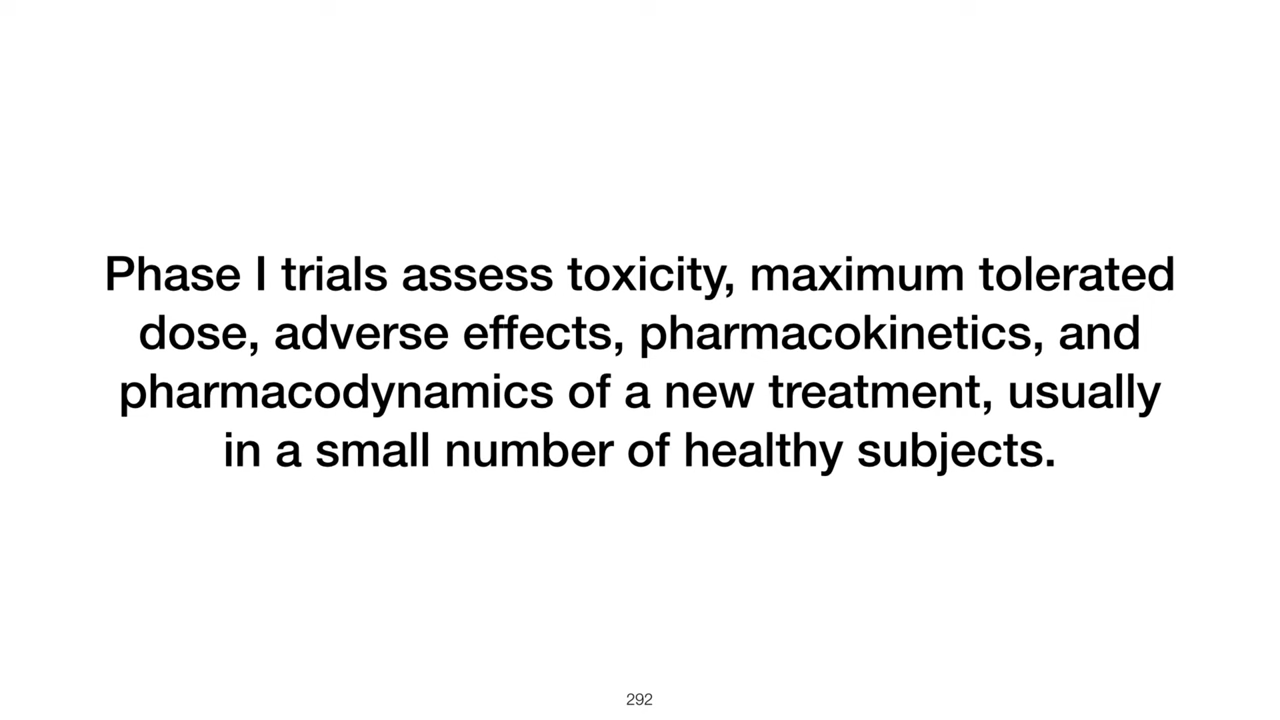 Phase I trials assess toxicity, maximum tolerated
dose, adverse effects, pharmacokinetics, and
pharmacodynamics of a new treatment, usually
in a small number of healthy subjects.
292